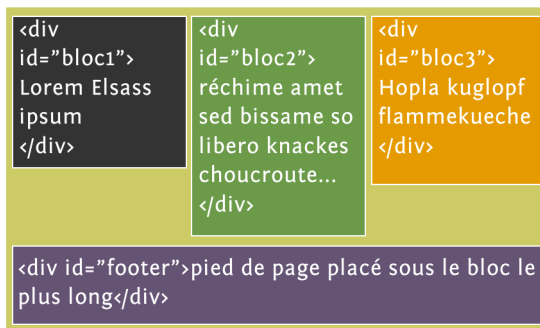 <div
id="bloc1">
Lorem Elsass
ipsum
</div>
<div
id="bloc2">
réchime amet
sed bissame so
libero knackes
choucroute...
</div>
<div
id="bloc3">
Hopla kuglopf
flammekueche
</div>
<div id="footer">pied de page placé sous le bloc le
plus long</div>